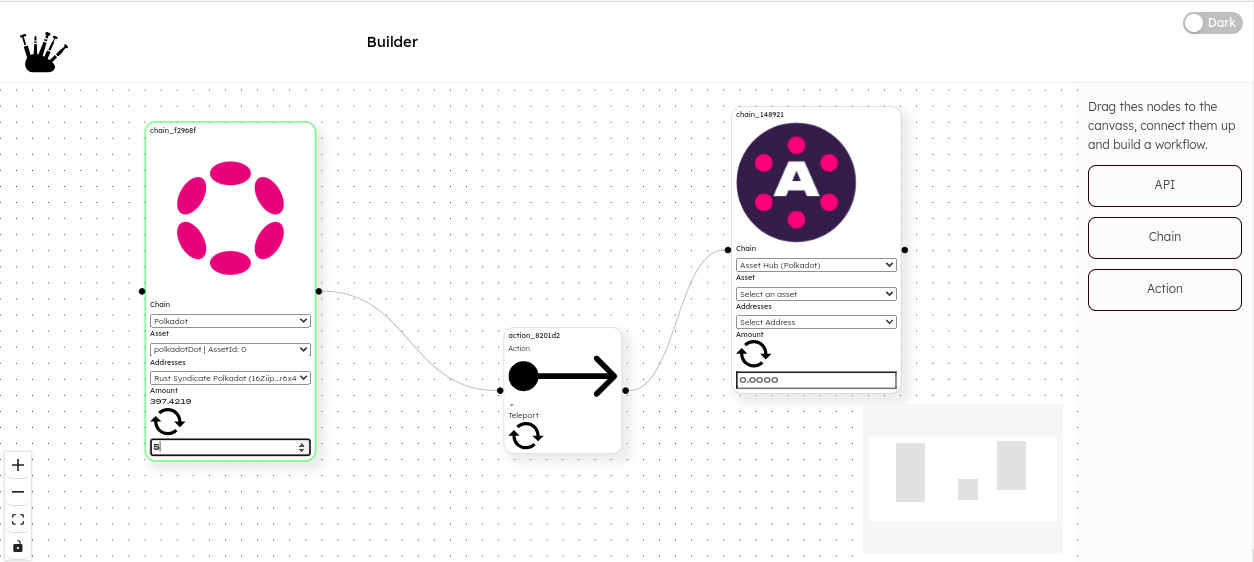 Builder
Dark
chain_f2968f
Chain
Polkadot
Asset
polkadotDot | AssetId: 0
Addresses
Rust Syndicate Polkadot (16Ziip...r6x4
Amount
397.4219
5
action_8201d2
Action
Teleport
chain_148921
A
Chain
Asset Hub (Polkadot)
Asset
Select an asset
Addresses
Select Address
Amount
0.0000
Drag thes nodes to the
canvass, connect them up
and build a workflow.
API
Chain
Action